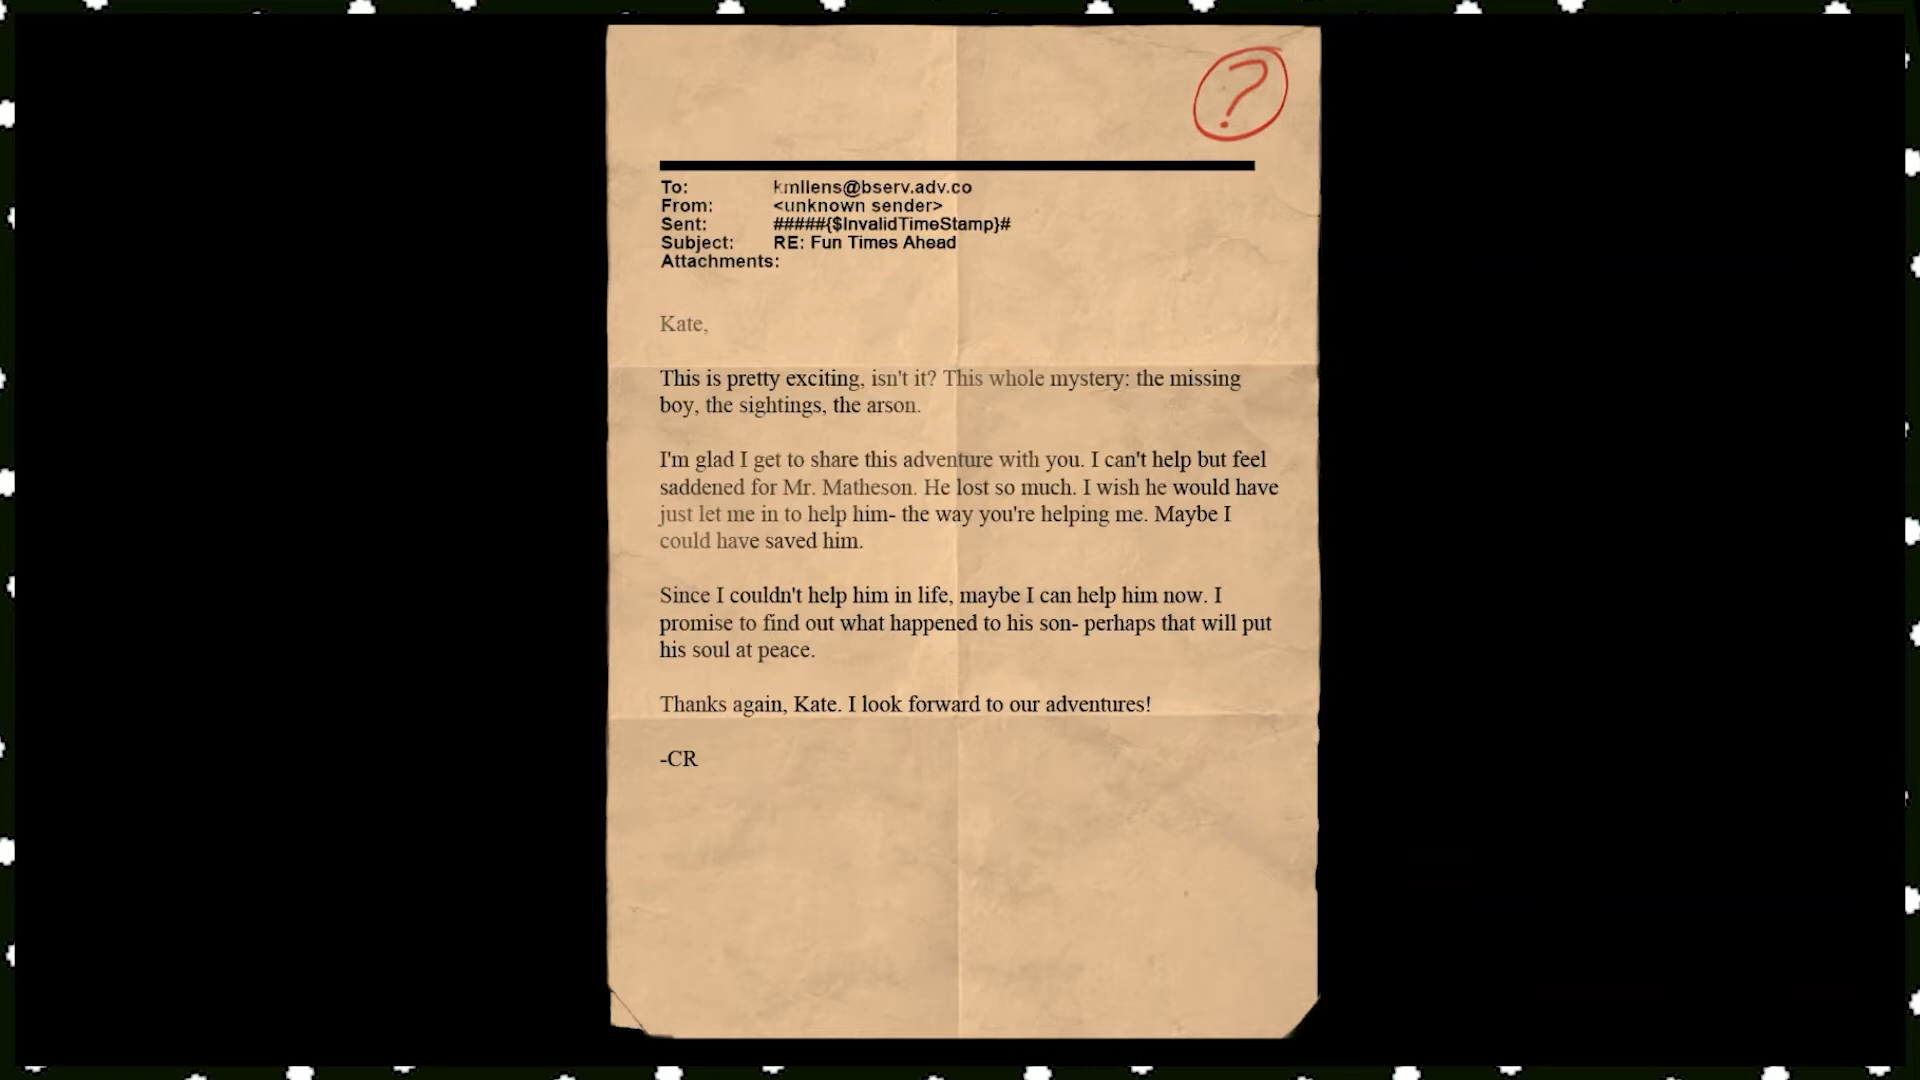 ?
To: kmllens@bserv.adv.co
From: <unknown sender>
Sent: #####{$InvalidTimeStamp}#
Subject: RE: Fun Times Ahead
Attachments:
Kate,
This is pretty exciting, isn't it? This whole mystery: the missing
boy, the sightings, the arson.
I'm glad I get to share this adventure with you. I can't help but feel
saddened for Mr. Matheson. He lost so much. I wish he would have
just let me in to help him- the way you're helping me. Maybe I
could have saved him.
Since I couldn't help him in life, maybe I can help him now. I
promise to find out what happened to his son- perhaps that will put
his soul at peace.
Thanks again, Kate. I look forward to our adventures!
-CR